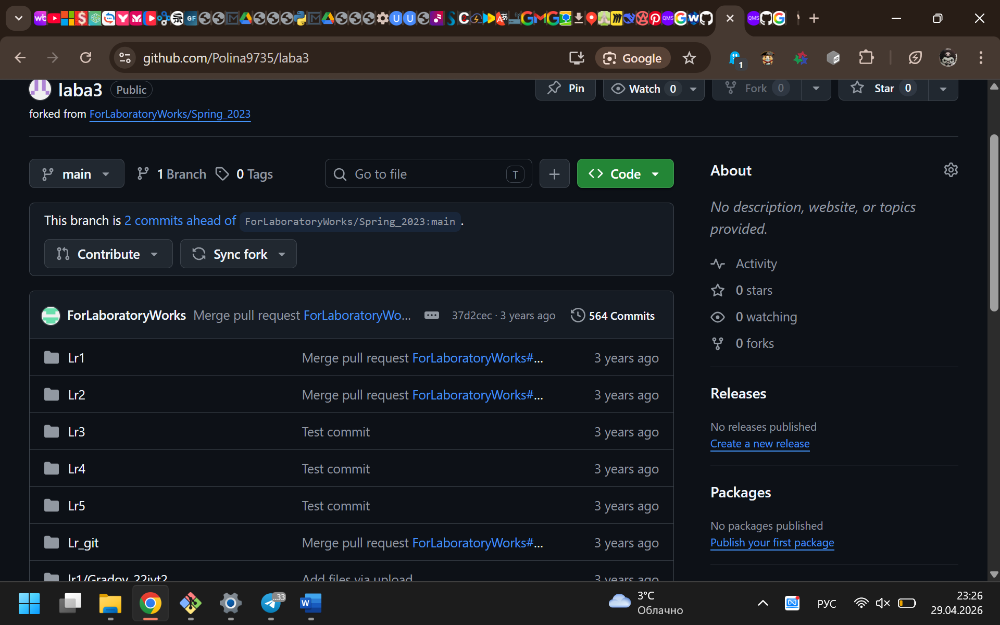 github.com/Polina9735/laba3
Google
1
laba3
Public
Pin
Watch 0
Fork 0
Star 0
forked from ForLaboratoryWorks/Spring_2023
main
1 Branch
0 Tags
Go to file
T
Code
This branch is 2 commits ahead of ForLaboratoryWorks/Spring_2023:main .
Contribute
Sync fork
ForLaboratoryWorks Merge pull request ForLaboratoryWo... 37d2cec · 3 years ago 564 Commits
Lr1 Merge pull request ForLaboratoryWorks#... 3 years ago
Lr2 Merge pull request ForLaboratoryWorks#... 3 years ago
Lr3 Test commit 3 years ago
Lr4 Test commit 3 years ago
Lr5 Test commit 3 years ago
Lr_git Merge pull request ForLaboratoryWorks#... 3 years ago
lr1/Gradov_22ivt2 Add files via upload 3 years ago
About
No description, website, or topics
provided.
Activity
0 stars
0 watching
0 forks
Releases
No releases published
Create a new release
Packages
No packages published
Publish your first package
..33
3°C
Облачно
РУС
23:26
29.04.2026